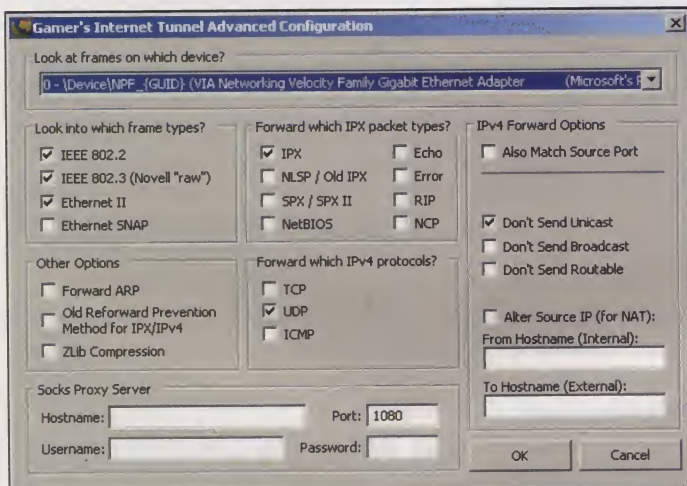 Gamer's Internet Tunnel Advanced Configuration
Look at frames on which device?
0 - \Device\NPF_{GUID} (VIA Networking Velocity Family Gigabit Ethernet Adapter (Microsoft's
Look into which frame types?
IEEE 802.2
IEEE 802.3 (Novell "raw")
Ethernet II
Ethernet SNAP
Forward which IPX packet types?
IPX
NLSP / Old IPX
SPX / SPX II
NetBIOS
Echo
Error
RIP
NCP
IPv4 Forward Options
Also Match Source Port
Don't Send Unicast
Don't Send Broadcast
Don't Send Routable
Alter Source IP (for NAT):
From Hostname (Internal):
To Hostname (External):
Other Options
Forward ARP
Old Reforward Prevention
Method for IPX/IPv4
ZLib Compression
Forward which IPv4 protocols?
TCP
UDP
ICMP
Socks Proxy Server
Hostname:
Port: 1080
Username:
Password:
OK
Cancel